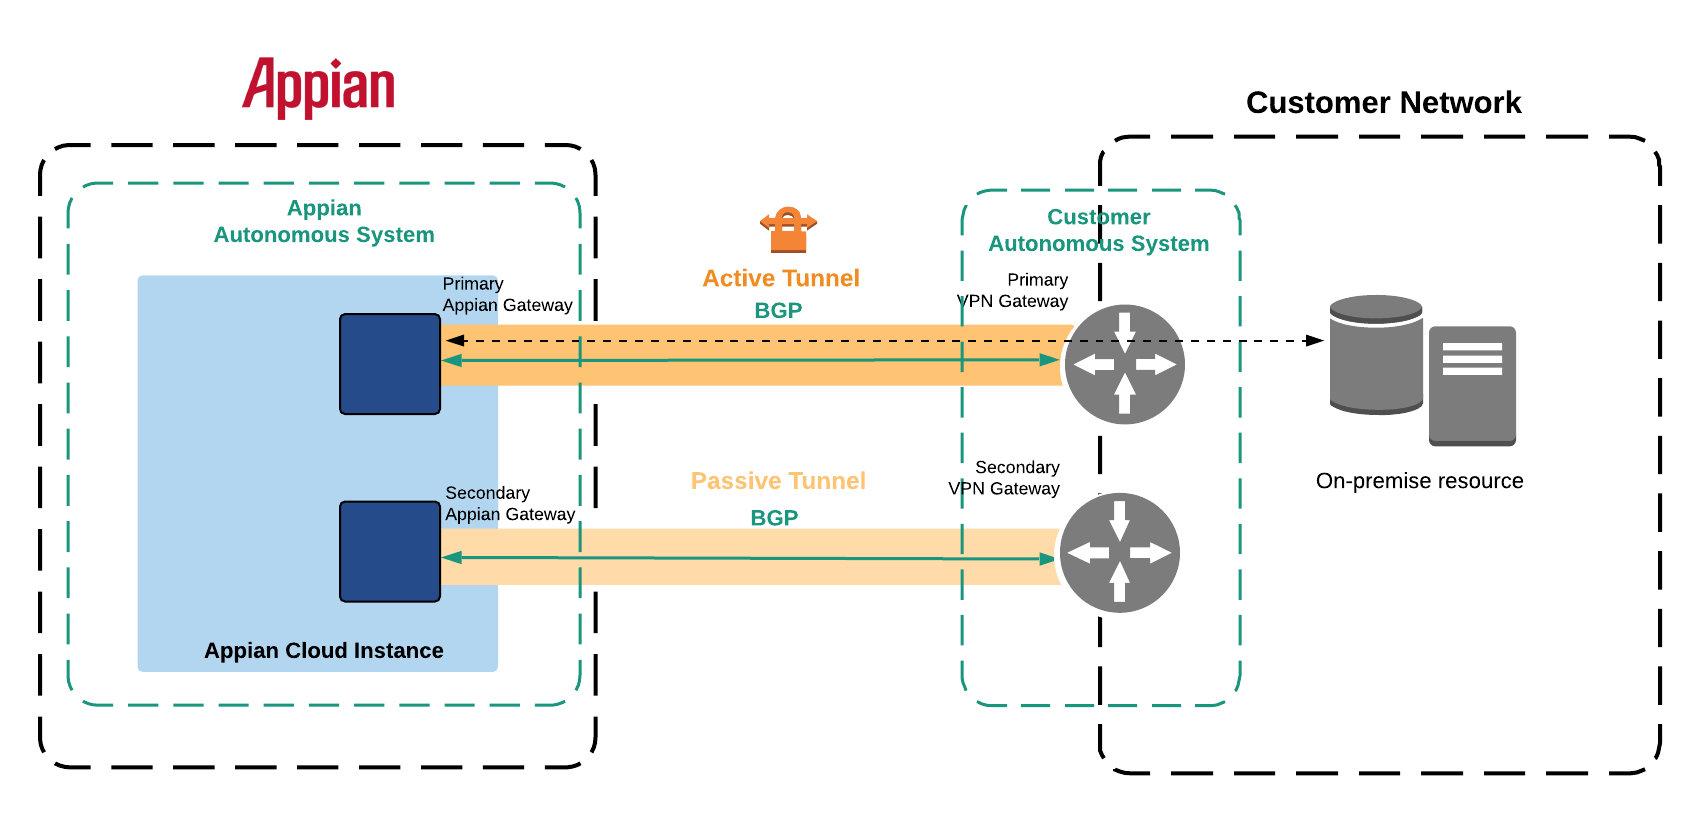 Appian
Customer Network
Appian
Autonomous System
Customer
Autonomous System
Primary
Appian Gateway
Active Tunnel
BGP
Primary
VPN Gateway
Secondary
Appian Gateway
Passive Tunnel
BGP
Secondary
VPN Gateway
On-premise resource
Appian Cloud Instance